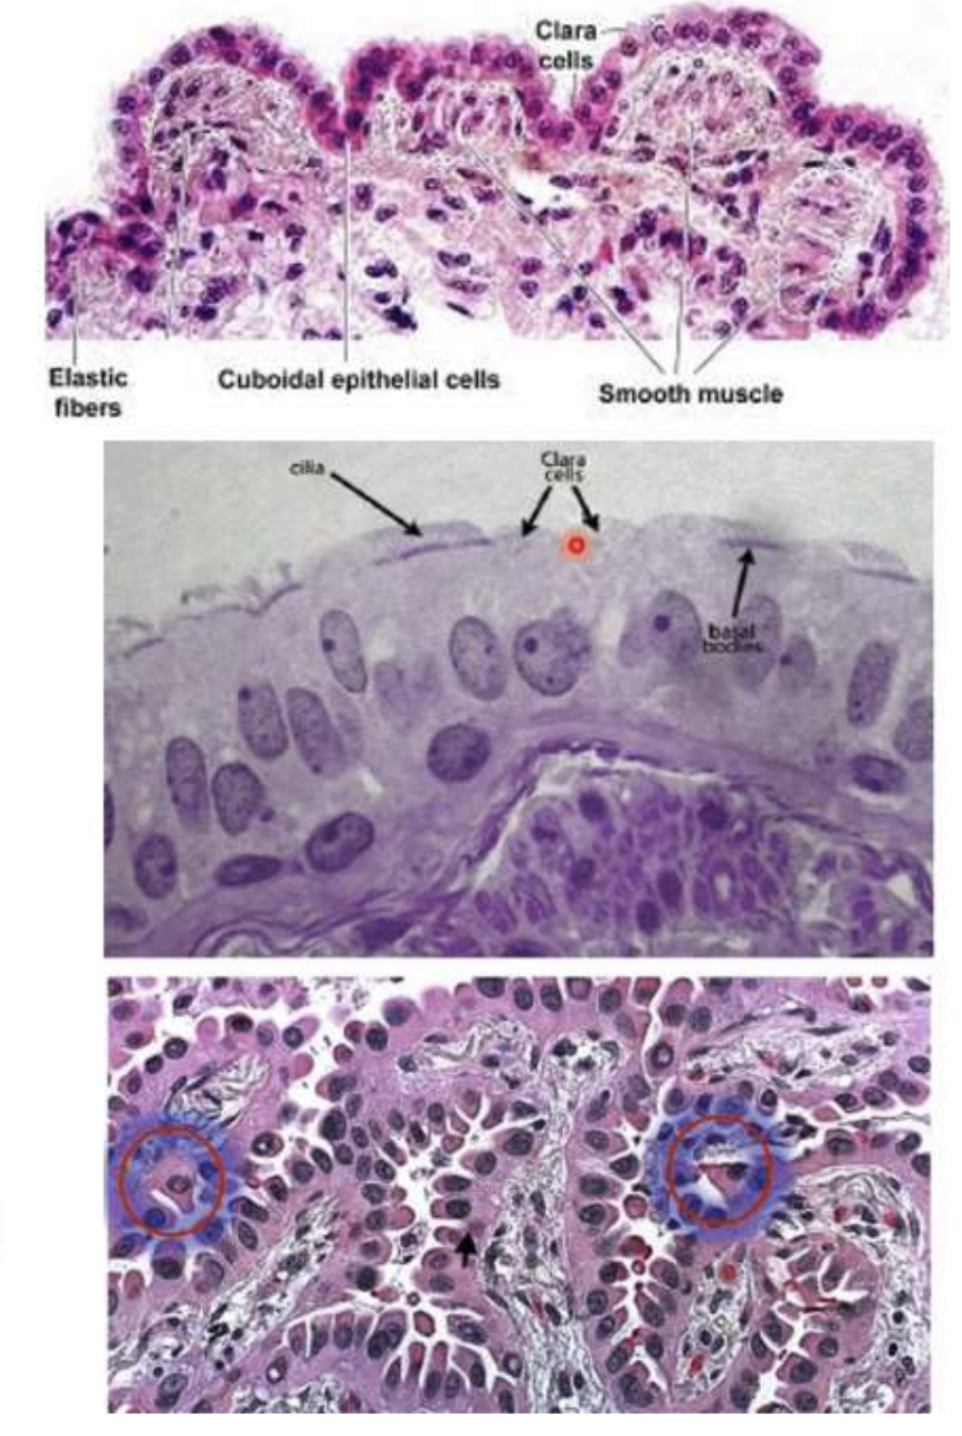 Clara
cells
Elastic
fibers
Cuboidal epithelial cells
Smooth muscle
cilia
Clara
cells
basal
bodies